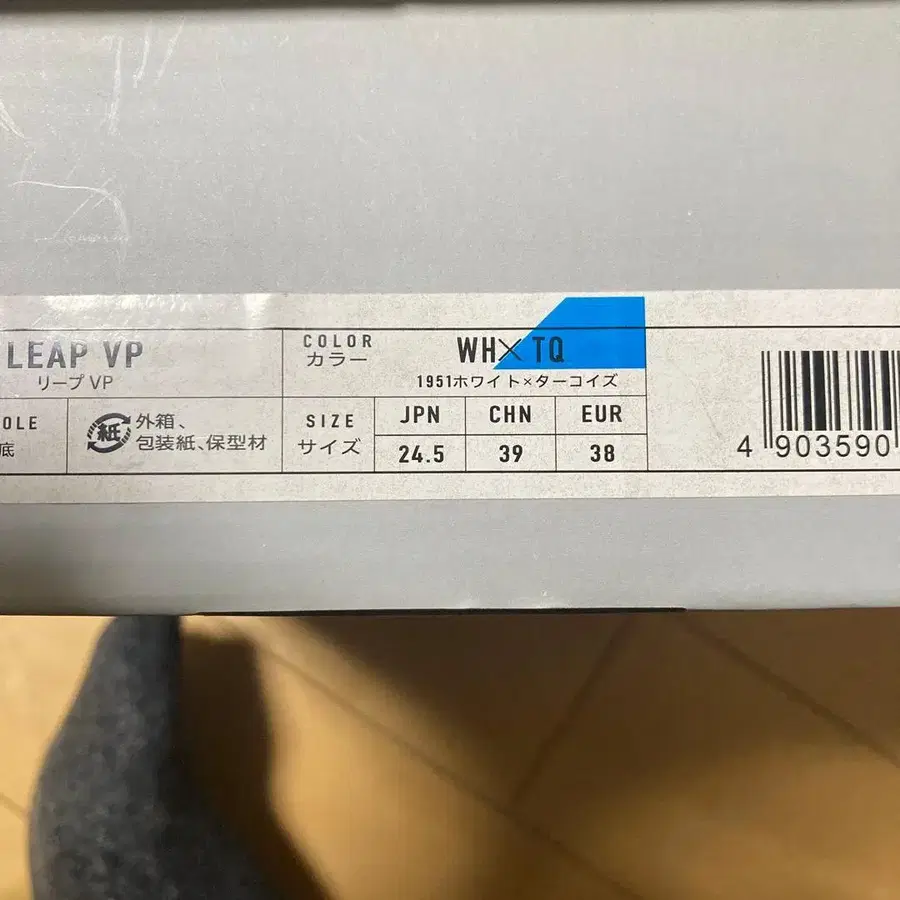 LEAP VP
リープVP
COLOR
カラー
WH×TQ
1951ホワイト×ターコイズ
OLE
底
紙
外箱、
包装紙、保型材
SIZE
サイズ
JPN CHN EUR
24.5 39 38
4 903590